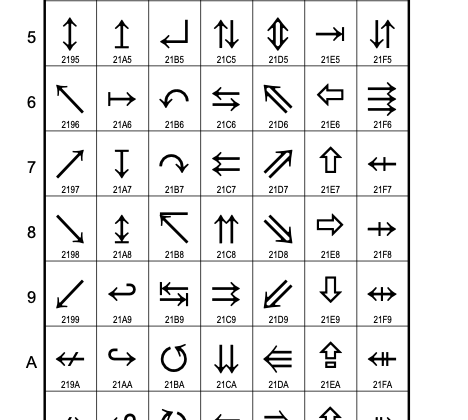 5
↕ ↥ ↵ ⇅ ⇕ ⇥ ⇵
2195 21A5 21B5 21C5 21D5 21E5 21F5
6
↖ ↦ ↶ ⇆ ⇖ ⇦ ⇶
2196 21A6 21B6 21C6 21D6 21E6 21F6
7
↗ ↧ ↷ ⇇ ⇗ ⇧ ⇷
2197 21A7 21B7 21C7 21D7 21E7 21F7
8
↘ ↨ ↸ ⇈ ⇘ ⇨ ⇸
2198 21A8 21B8 21C8 21D8 21E8 21F8
9
↙ ↩ ↹ ⇉ ⇙ ⇩ ⇹
2199 21A9 21B9 21C9 21D9 21E9 21F9
A
↚ ↪ ↺ ⇊ ⇚ ⇪ ⇺
219A 21AA 21BA 21CA 21DA 21EA 21FA